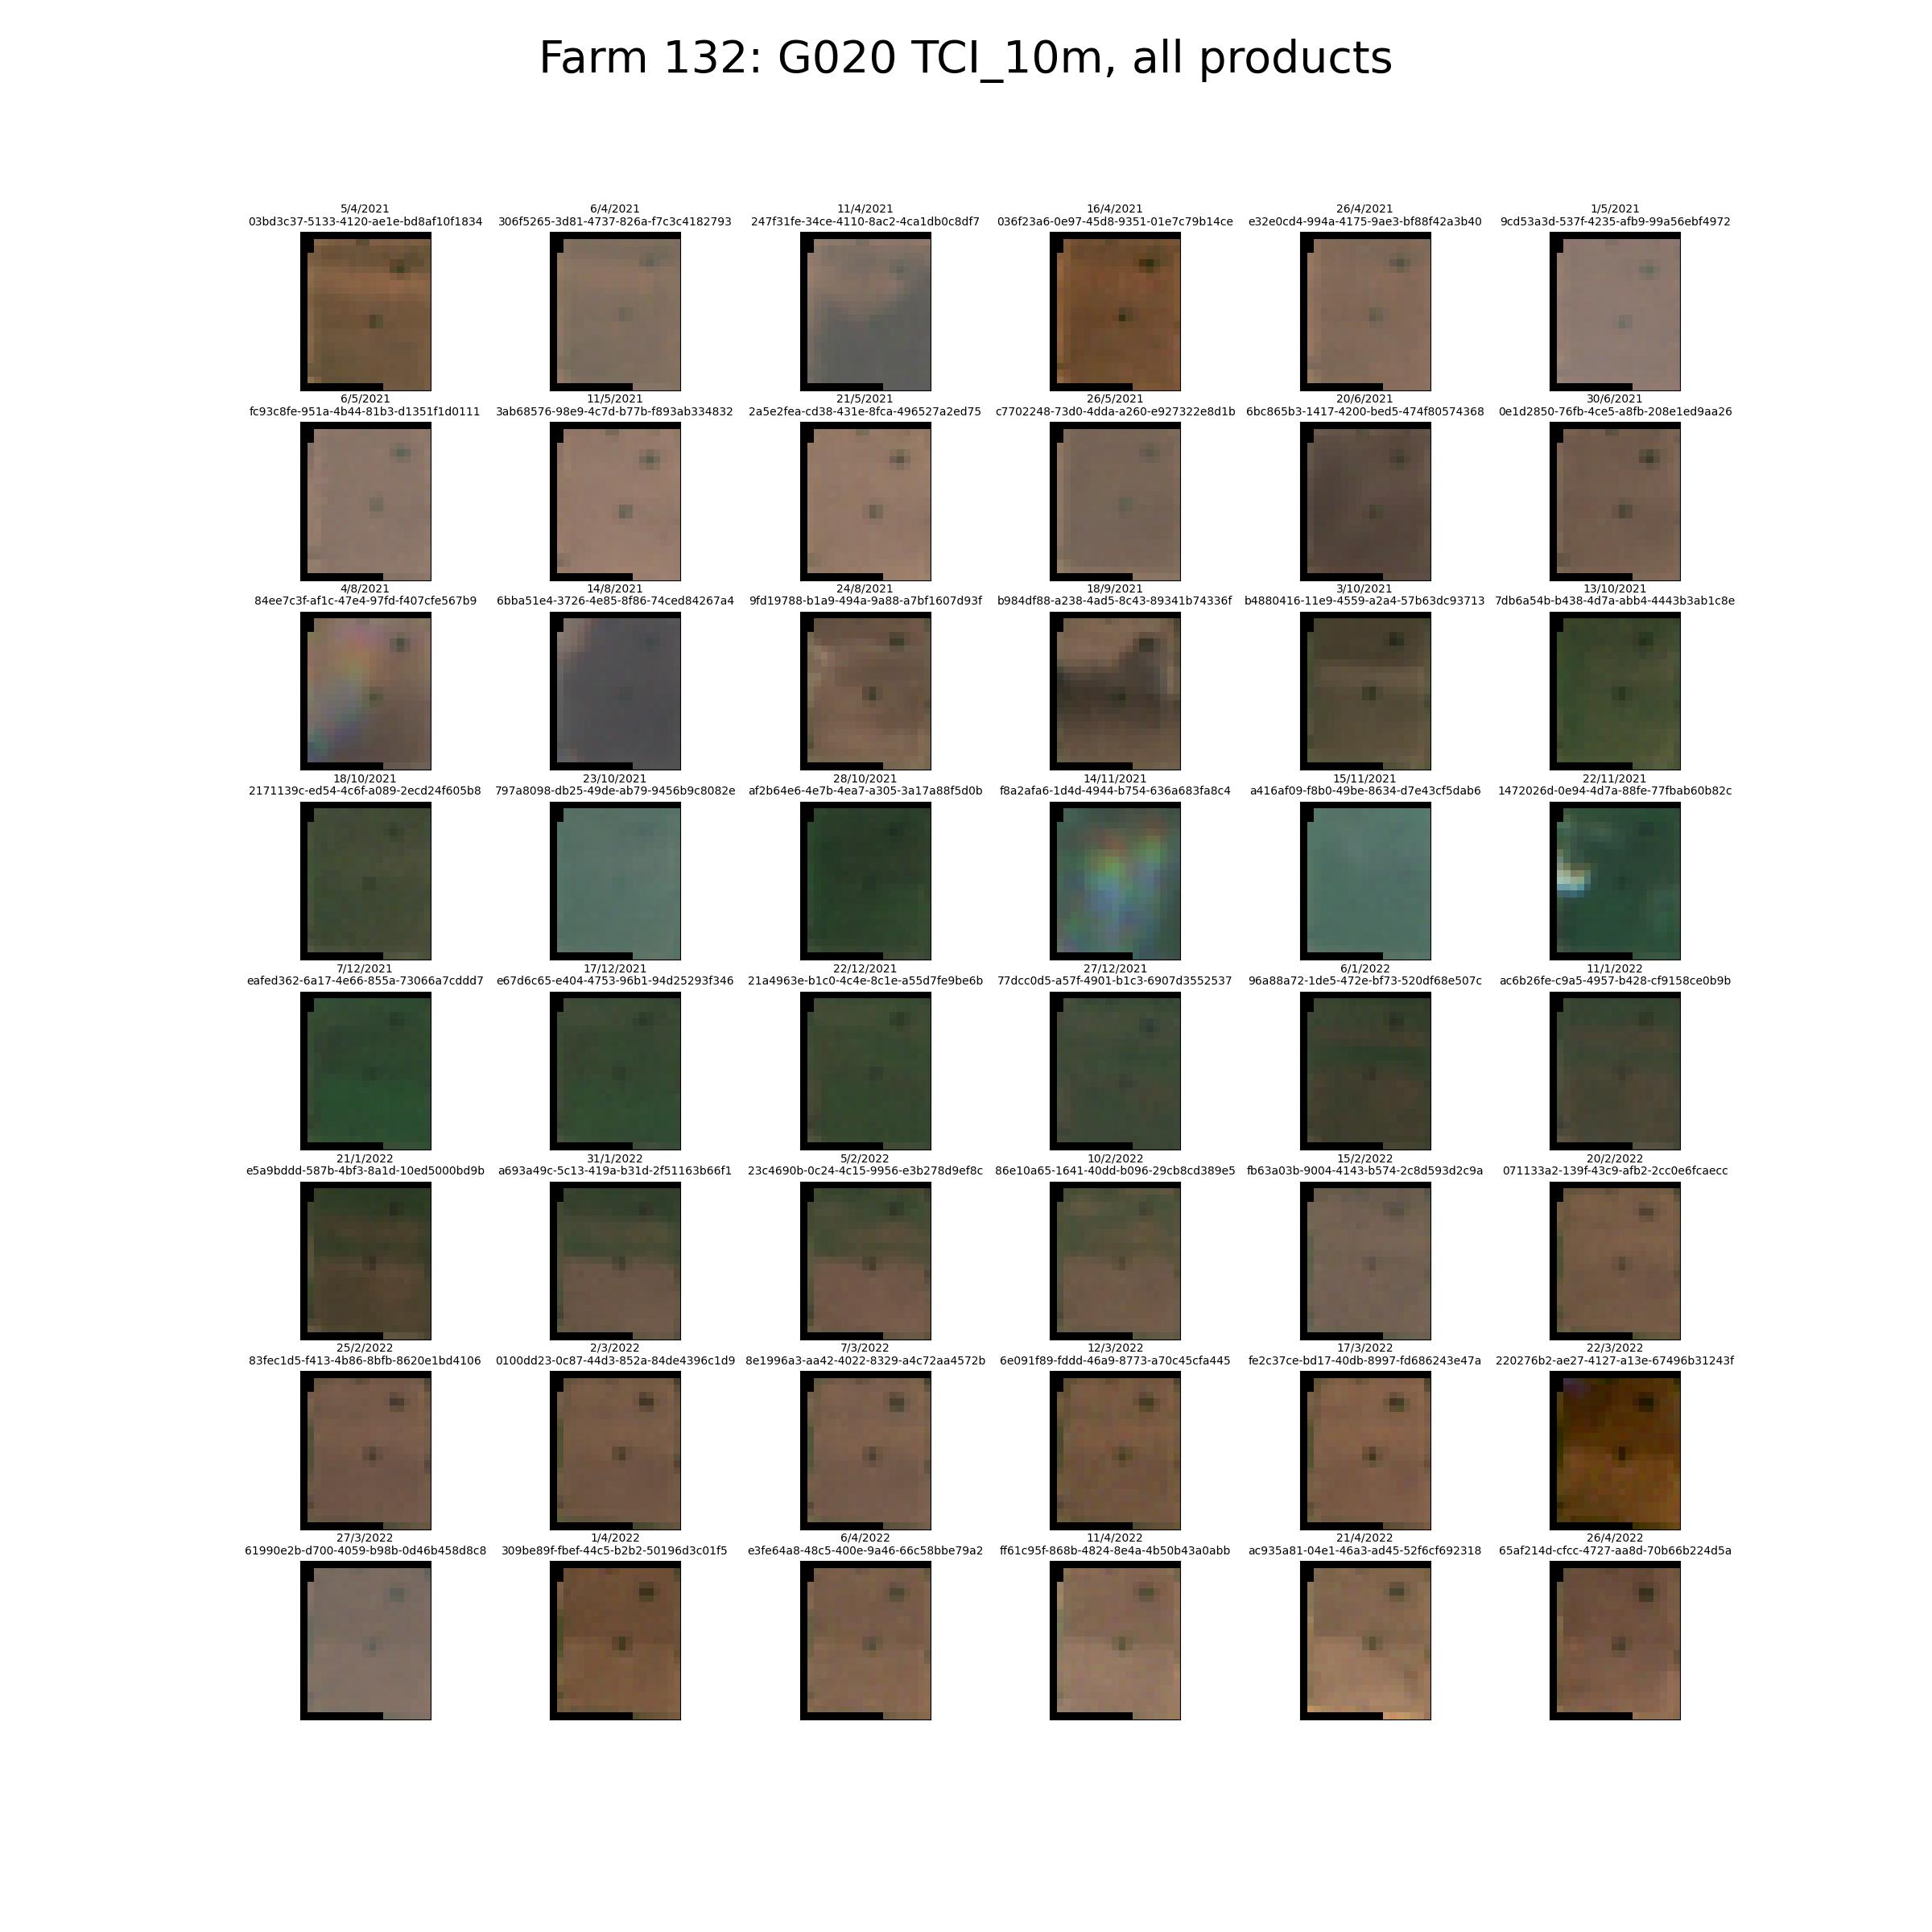 Farm 132: G020 TCI_10m, all products
5/4/2021 6/4/2021 11/4/2021 16/4/2021 26/4/2021 1/5/2021
03bd3c37-5133-4120-ae1e-bd8af10f1834 306f5265-3d81-4737-826a-f7c3c4182793 247f31fe-34ce-4110-8ac2-4ca1db0c8df7 036f23a6-0e97-45d8-9351-01e7c79b14ce e32e0cd4-994a-4175-9ae3-bf88f42a3b40 9cd53a3d-537f-4235-afb9-99a56ebf4972
6/5/2021 11/5/2021 21/5/2021 26/5/2021 20/6/2021 30/6/2021
fc93c8fe-951a-4b44-81b3-d1351f1d0111 3ab68576-98e9-4c7d-b77b-f893ab334832 2a5e2fea-cd38-431e-8fca-496527a2ed75 c7702248-73d0-4dda-a260-e927322e8d1b 6bc865b3-1417-4200-bed5-474f80574368 0e1d2850-76fb-4ce5-a8fb-208e1ed9aa26
4/8/2021 14/8/2021 24/8/2021 18/9/2021 3/10/2021 13/10/2021
84ee7c3f-af1c-47e4-97fd-f407cfe567b9 6bba51e4-3726-4e85-8f86-74ced84267a4 9fd19788-b1a9-494a-9a88-a7bf1607d93f b984df88-a238-4ad5-8c43-89341b74336f b4880416-11e9-4559-a2a4-57b63dc93713 7db6a54b-b438-4d7a-abb4-4443b3ab1c8e
18/10/2021 23/10/2021 28/10/2021 14/11/2021 15/11/2021 22/11/2021
2171139c-ed54-4c6f-a089-2ecd24f605b8 797a8098-db25-49de-ab79-9456b9c8082e af2b64e6-4e7b-4ea7-a305-3a17a88f5d0b f8a2afa6-1d4d-4944-b754-636a683fa8c4 a416af09-f8b0-49be-8634-d7e43cf5dab6 1472026d-0e94-4d7a-88fe-77fbab60b82c
7/12/2021 17/12/2021 22/12/2021 27/12/2021 6/1/2022 11/1/2022
eafed362-6a17-4e66-855a-73066a7cddd7 e67d6c65-e404-4753-96b1-94d25293f346 21a4963e-b1c0-4c4e-8c1e-a55d7fe9be6b 77dcc0d5-a57f-4901-b1c3-6907d3552537 96a88a72-1de5-472e-bf73-520df68e507c ac6b26fe-c9a5-4957-b428-cf9158ce0b9b
21/1/2022 31/1/2022 5/2/2022 10/2/2022 15/2/2022 20/2/2022
e5a9bddd-587b-4bf3-8a1d-10ed5000bd9b a693a49c-5c13-419a-b31d-2f51163b66f1 23c4690b-0c24-4c15-9956-e3b278d9ef8c 86e10a65-1641-40dd-b096-29cb8cd389e5 fb63a03b-9004-4143-b574-2c8d593d2c9a 071133a2-139f-43c9-afb2-2cc0e6fcaecc
25/2/2022 2/3/2022 7/3/2022 12/3/2022 17/3/2022 22/3/2022
83fec1d5-f413-4b86-8bfb-8620e1bd4106 0100dd23-0c87-44d3-852a-84de4396c1d9 8e1996a3-aa42-4022-8329-a4c72aa4572b 6e091f89-fddd-46a9-8773-a70c45cfa445 fe2c37ce-bd17-40db-8997-fd686243e47a 220276b2-ae27-4127-a13e-67496b31243f
27/3/2022 1/4/2022 6/4/2022 11/4/2022 21/4/2022 26/4/2022
61990e2b-d700-4059-b98b-0d46b458d8c8 309be89f-fbef-44c5-b2b2-50196d3c01f5 e3fe64a8-48c5-400e-9a46-66c58bbe79a2 ff61c95f-868b-4824-8e4a-4b50b43a0abb ac935a81-04e1-46a3-ad45-52f6cf692318 65af214d-cfcc-4727-aa8d-70b66b224d5a